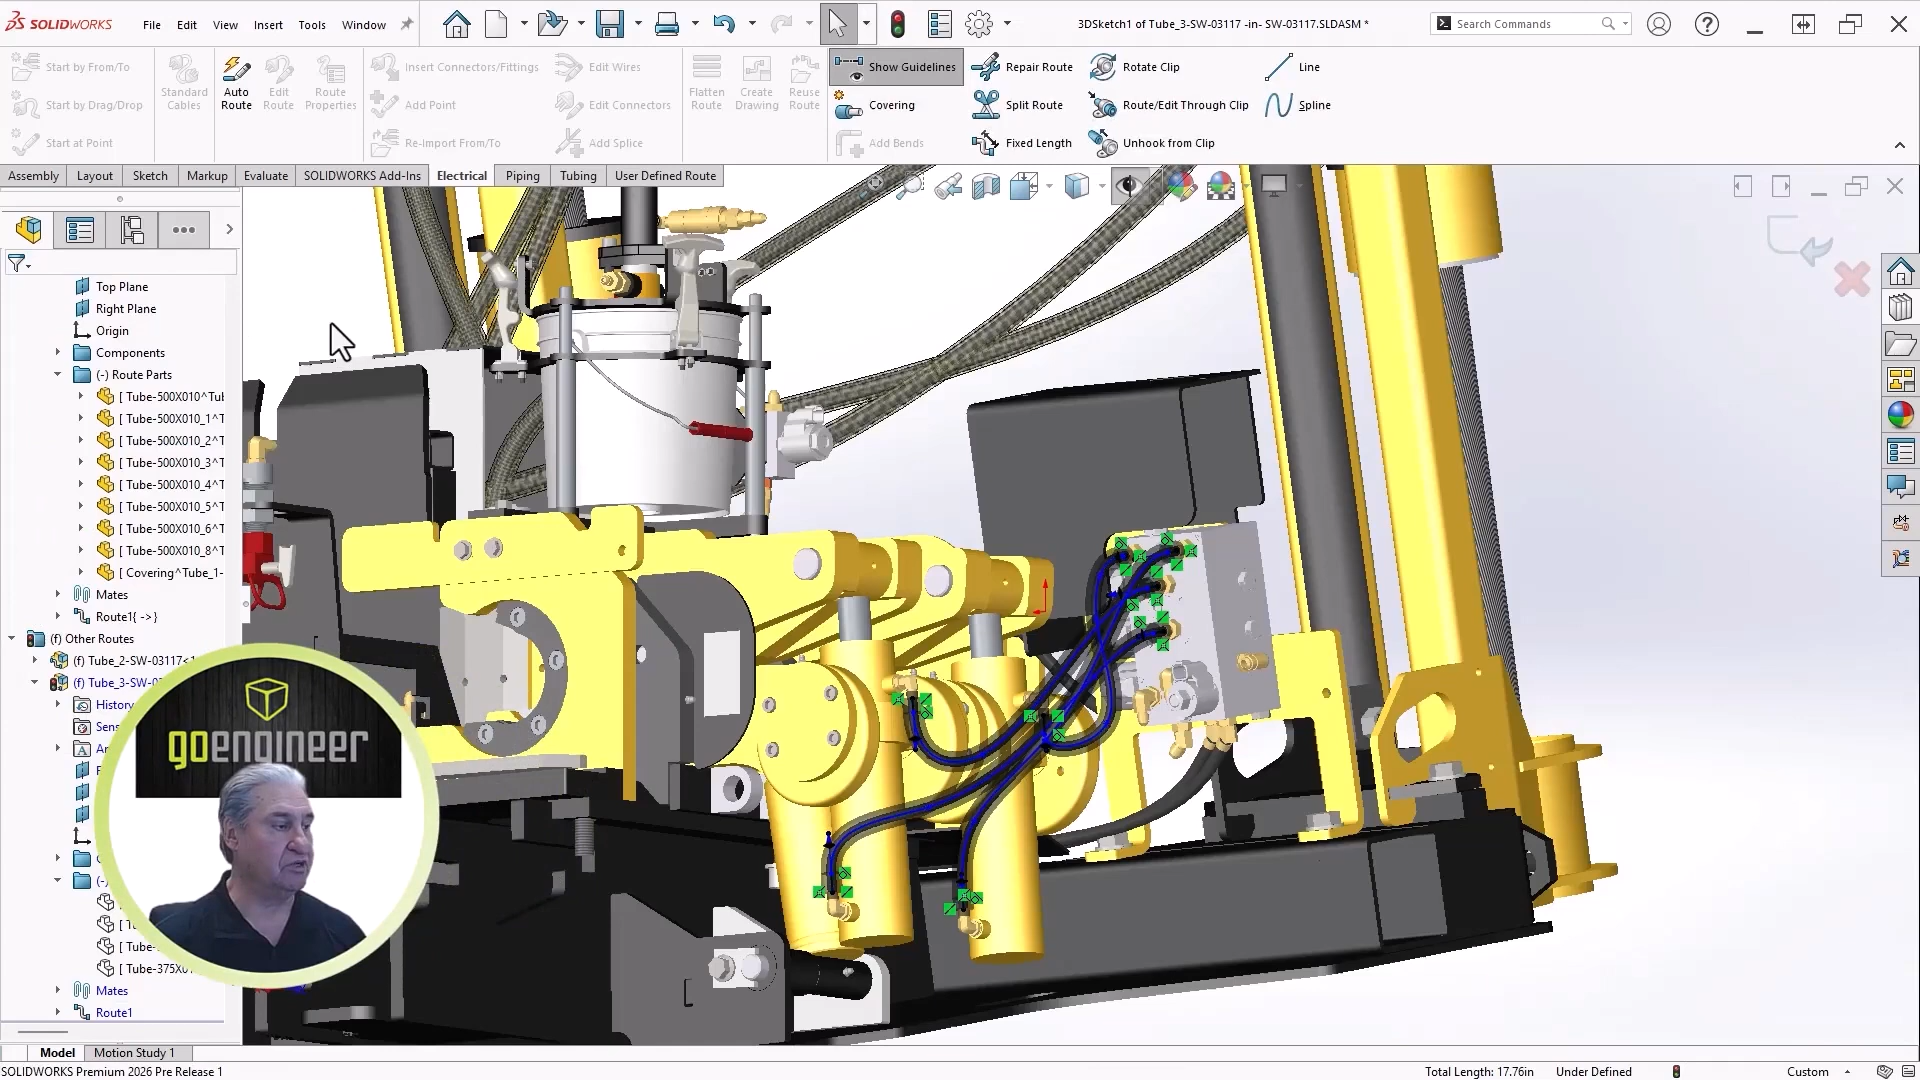 SOLIDWORKS
File Edit View Insert Tools Window
3DSketch1 of Tube_3-SW-03117 -in- SW-03117.SLDASM *
Search Commands
Start by From/To
Start by Drag/Drop
Start at Point
Standard Cables
Auto Route
Edit Route
Route Properties
Insert Connectors/Fittings
Add Point
Re-Import From/To
Edit Wires
Edit Connectors
Add Splice
Flatten Route
Create Drawing
Reuse Route
Show Guidelines
Covering
Add Bends
Repair Route
Split Route
Fixed Length
Rotate Clip
Route/Edit Through Clip
Unhook from Clip
Line
Spline
Assembly Layout Sketch Markup Evaluate SOLIDWORKS Add-Ins Electrical Piping Tubing User Defined Route
Top Plane
Right Plane
Origin
Components
(-) Route Parts
[ Tube-500X010^Tul
[ Tube-500X010_1^T
[ Tube-500X010_2^T
[ Tube-500X010_3^T
[ Tube-500X010_4^T
[ Tube-500X010_5^T
[ Tube-500X010_6^T
[ Tube-500X010_8^T
[ Covering^Tube_1-
Mates
Route1{ ->}
(f) Other Routes
(f) Tube_2-SW-03117<1
(f) Tube_3-SW-0
History
Sens
[ Tube-
[ Tube-375X0
Mates
Route1
goengineer
Model Motion Study 1
SOLIDWORKS Premium 2026 Pre Release 1
Total Length: 17.76in Under Defined Custom